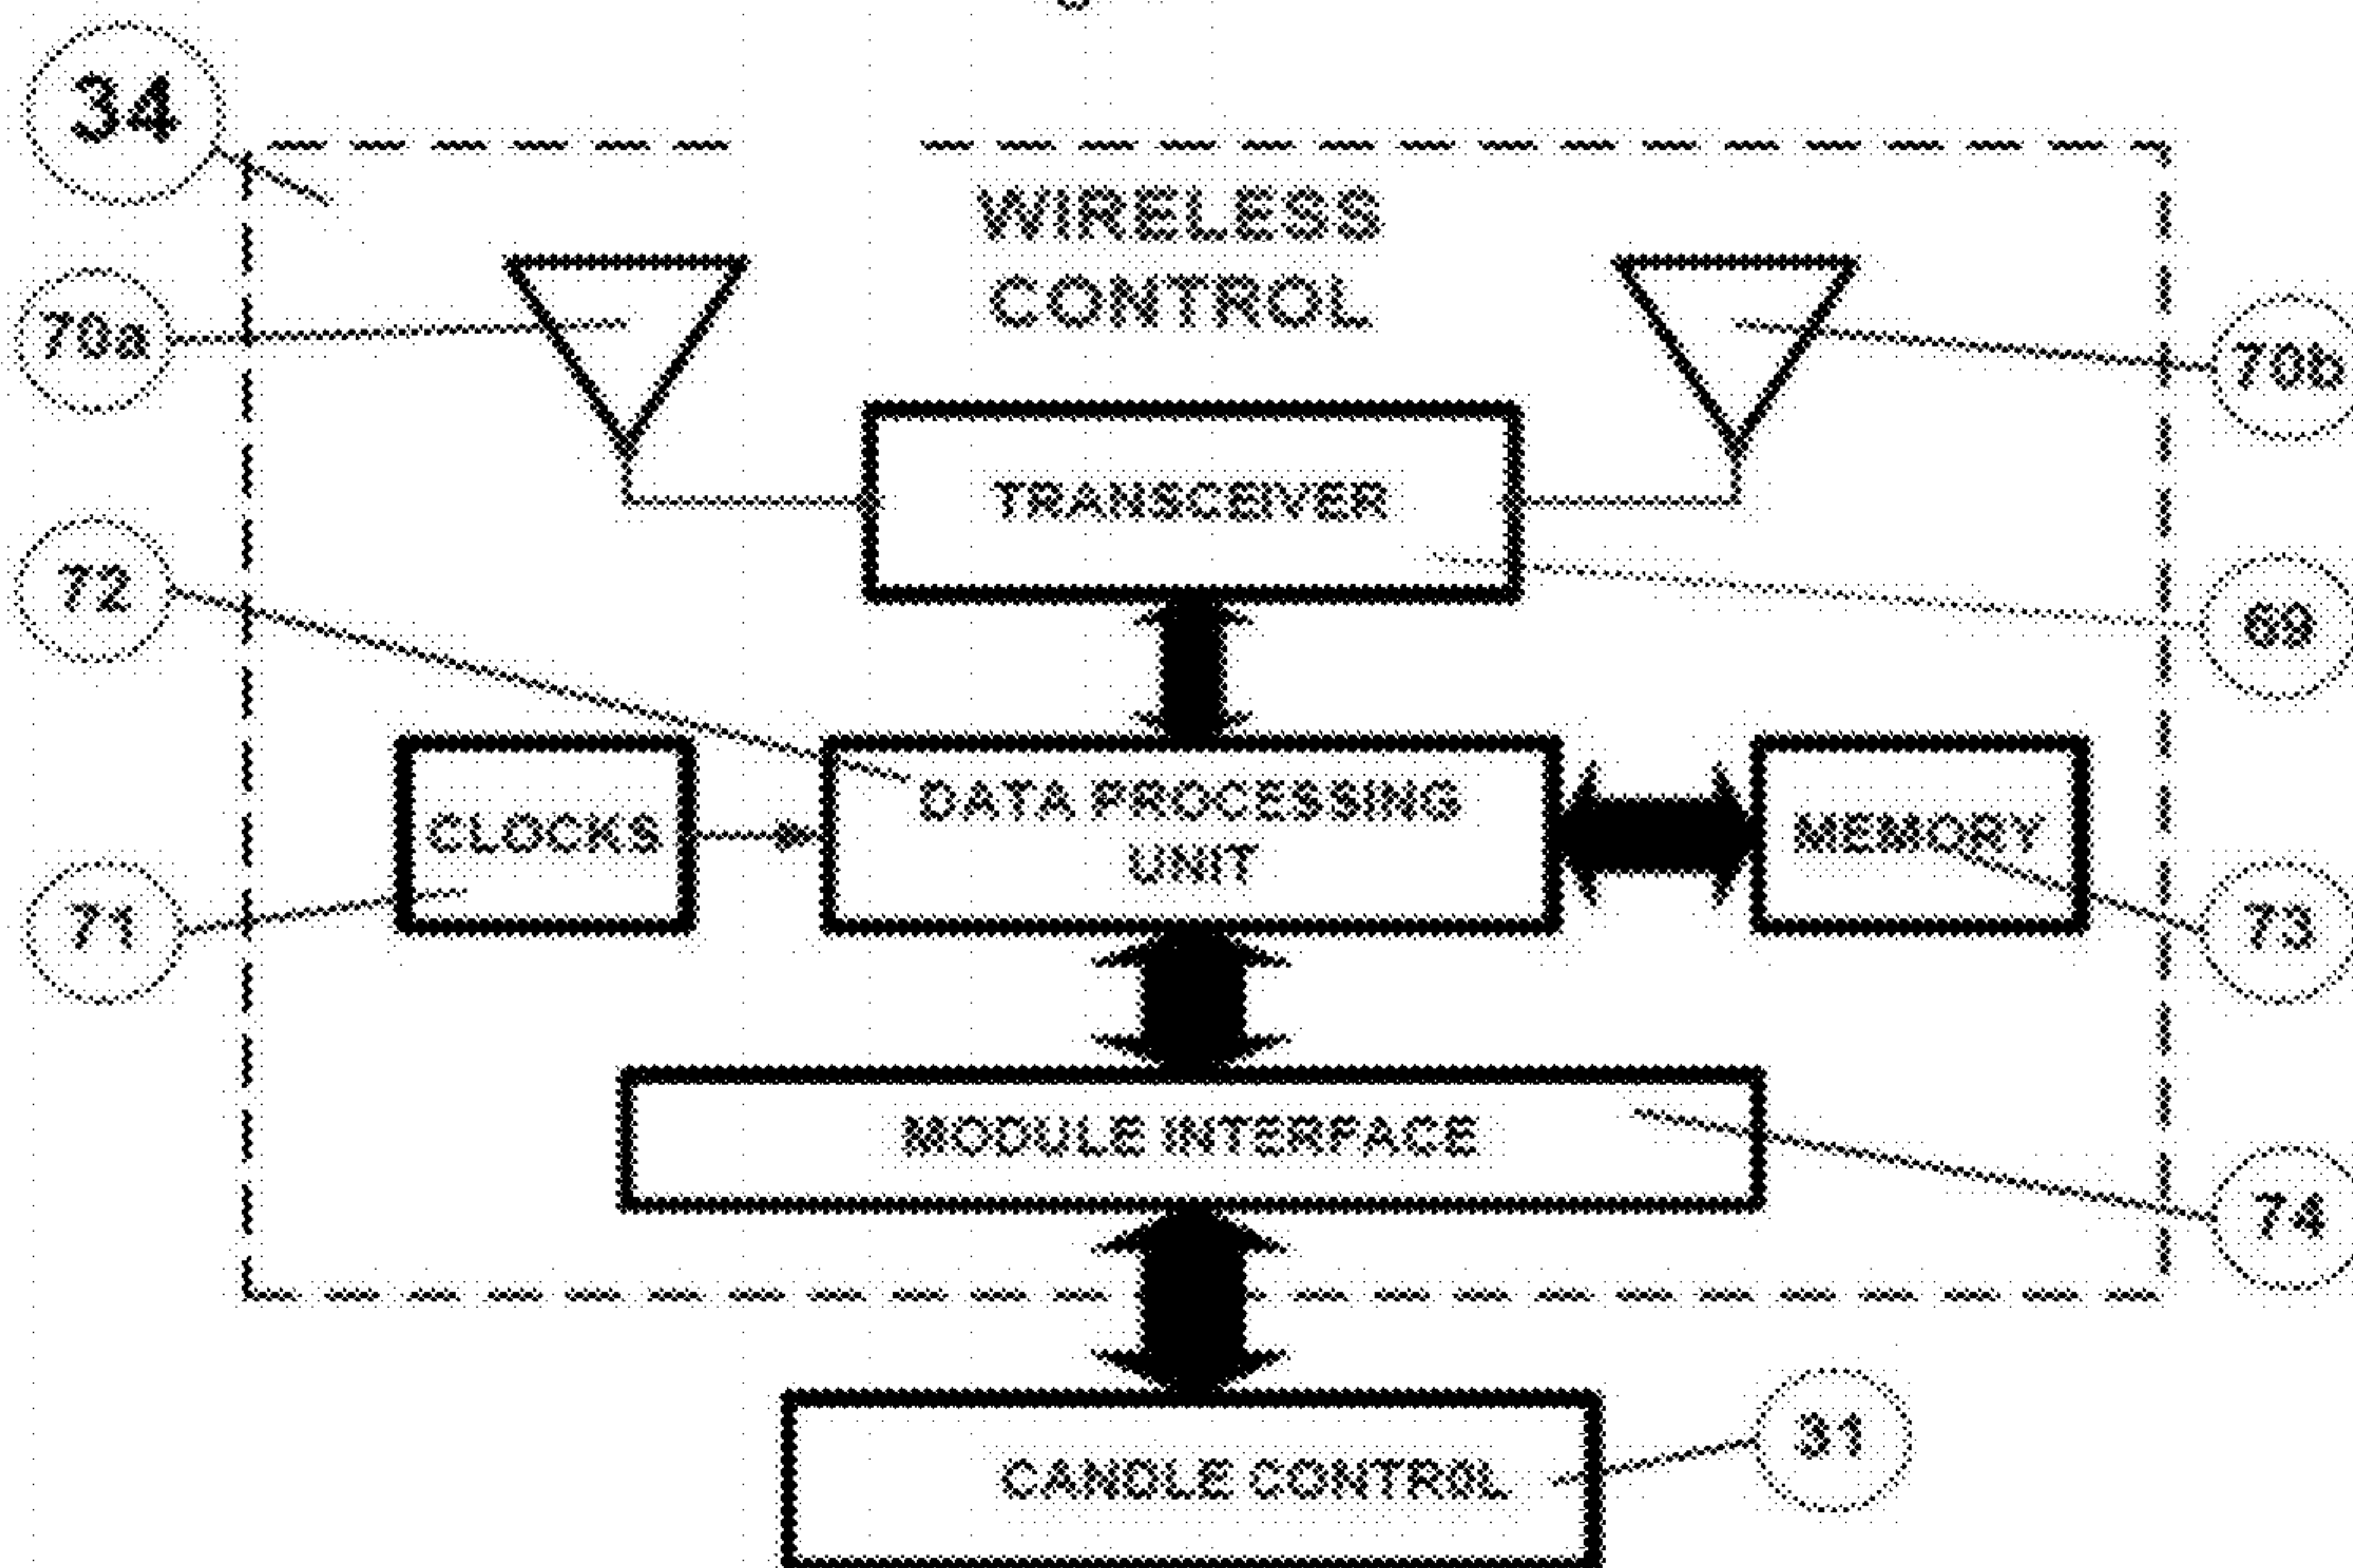 34
WIRELESS
CONTROL
70a
70b
TRANSCEIVER
72
69
DATA PROCESSING
UNIT
CLOCKS
MEMORY
71
73
MODULE INTERFACE
74
31
CANDLE CONTROL